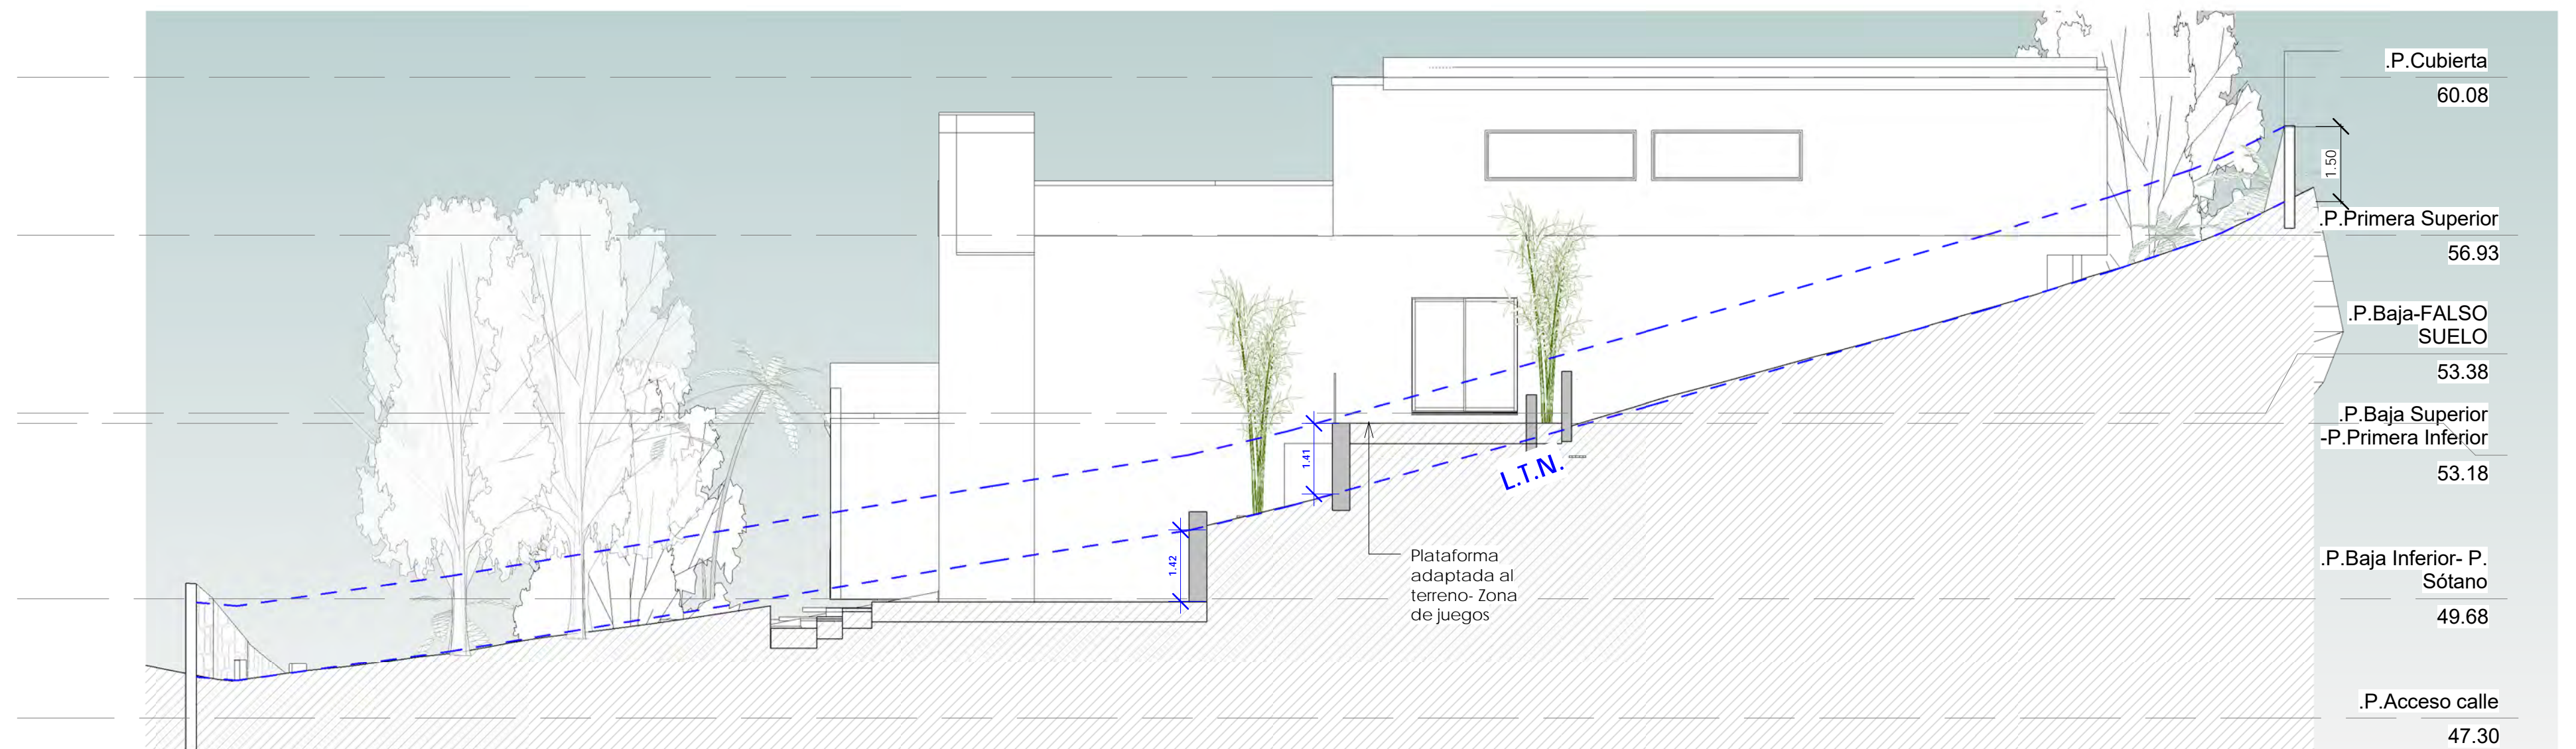 .P.Cubierta
60.08
1.50
.P.Primera Superior
56.93
.P.Baja-FALSO
SUELO
53.38
.P.Baja Superior
-P.Primera Inferior
53.18
1.41
L.T.N.
1.42
Plataforma
adaptada al
terreno- Zona
de juegos
.P.Baja Inferior- P.
Sótano
49.68
.P.Acceso calle
47.30